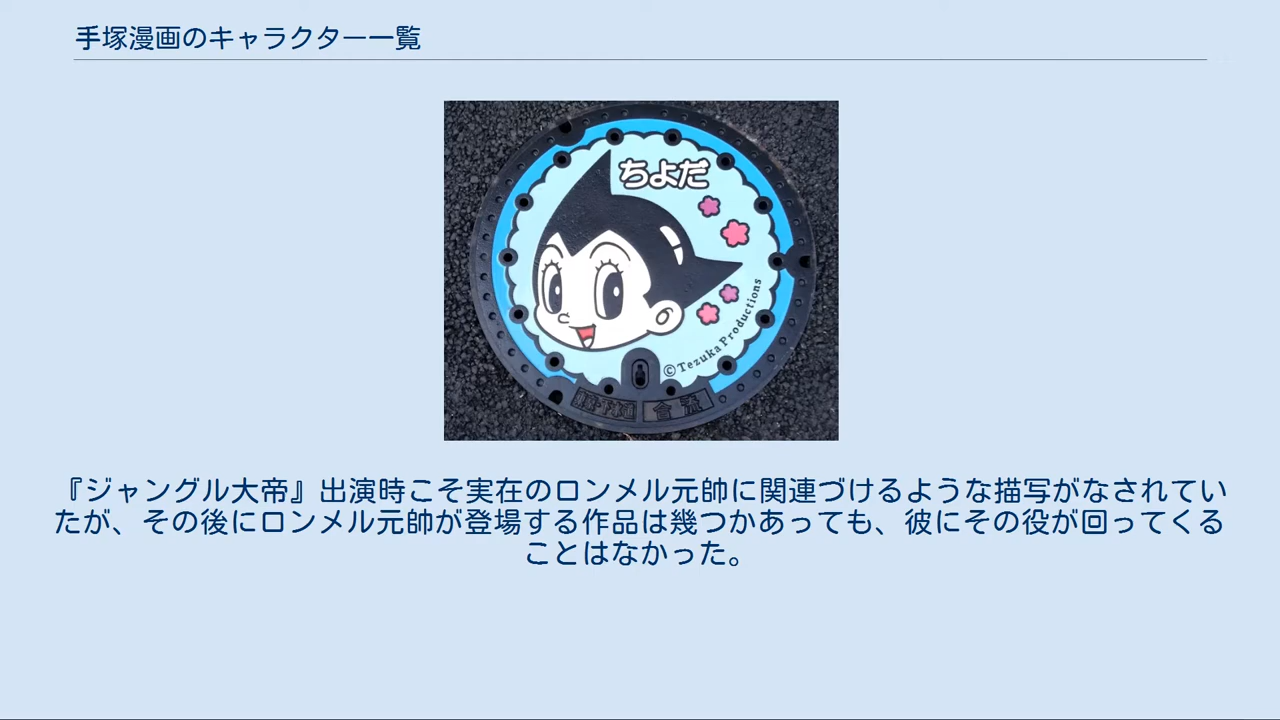 手塚漫画のキャラクター一覧
ちよだ
©Tezuka Productions
合流
『ジャングル大帝』出演時こそ実在のロンメル元帥に関連づけるような描写がなされてい
たが、その後にロンメル元帥が登場する作品は幾つかあっても、彼にその役が回ってくる
ことはなかった。